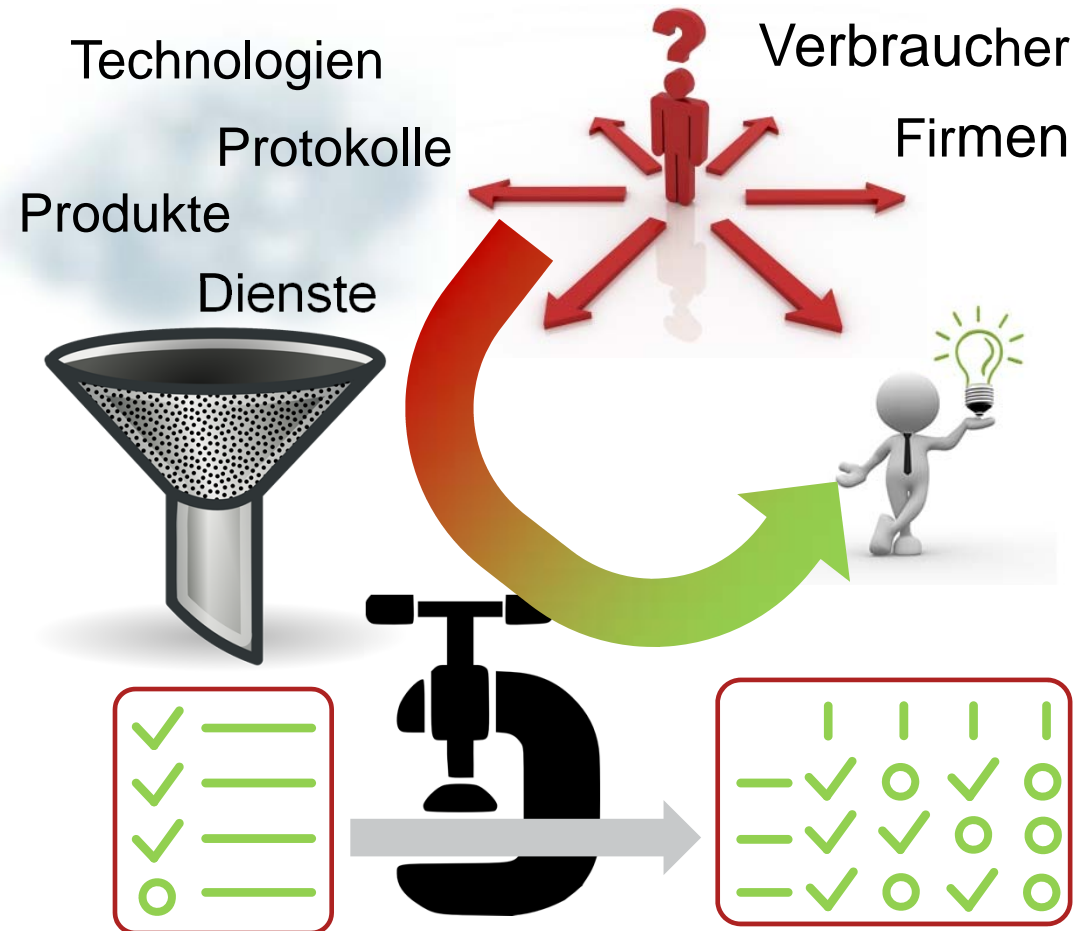 Technologien
Protokolle
Produkte
Dienste
Verbraucher
Firmen
?